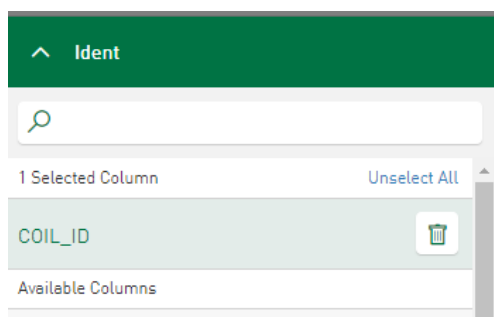 Ident
1 Selected Column Unselect All
COIL_ID
Available Columns